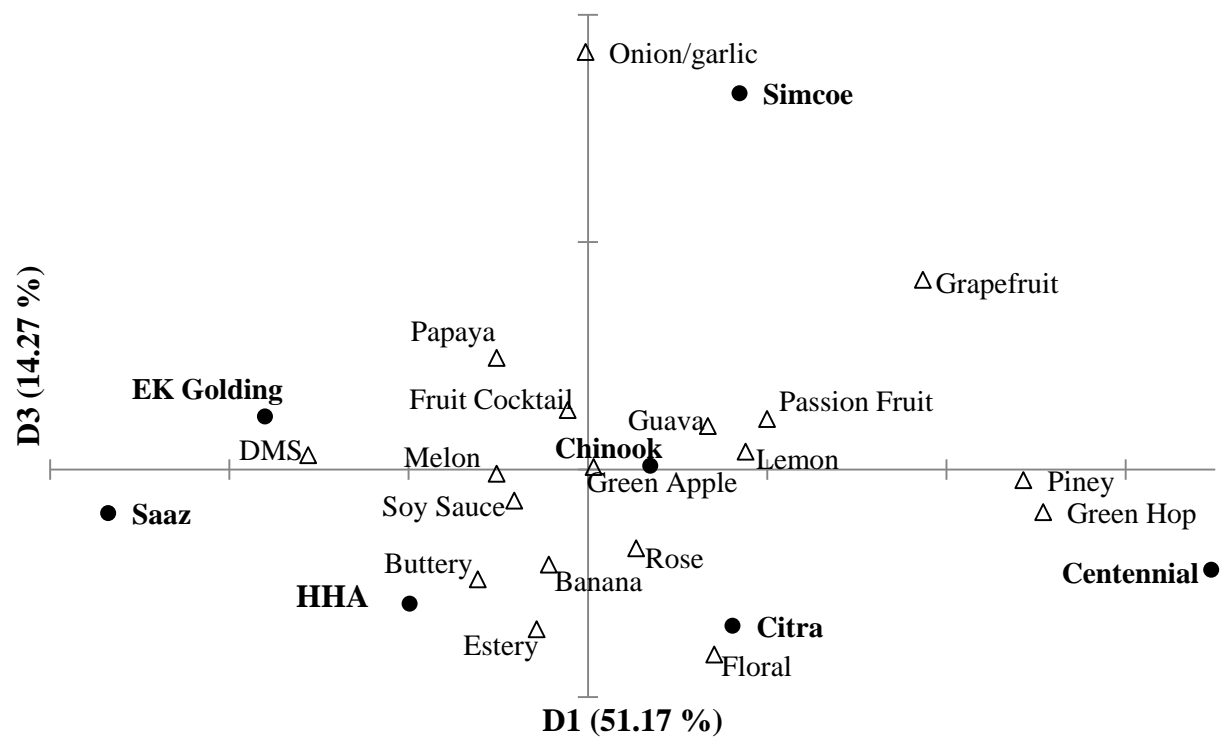 Onion/garlic
Simcoe
Grapefruit
Papaya
EK Golding
Fruit Cocktail
Passion Fruit
Guava
D3 (14.27 %)
DMS
Melon
Chinook
Lemon
Green Apple
Piney
Soy Sauce
Saaz
Green Hop
Buttery
Banana
Rose
Centennial
HHA
Citra
Estery
Floral
D1 (51.17 %)